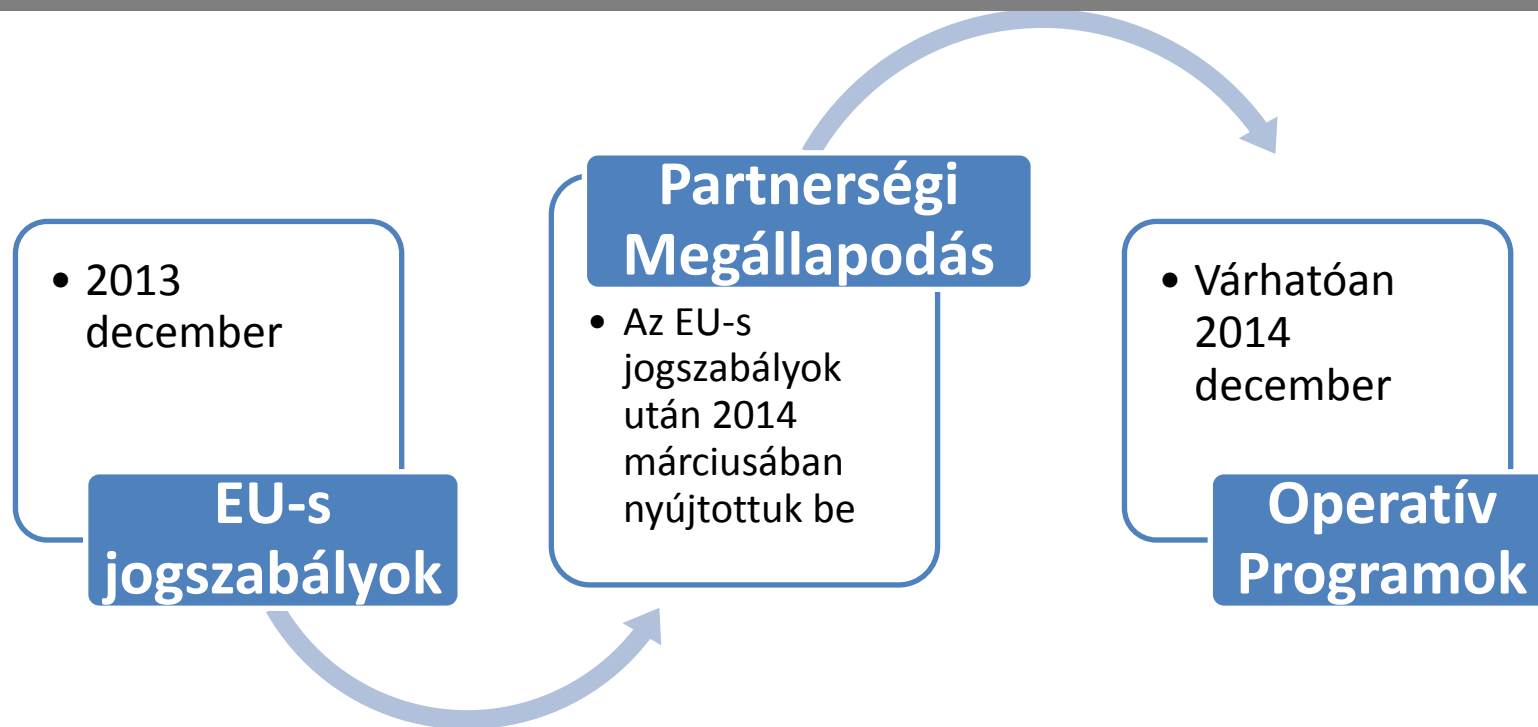 • 2013
december
EU-s
jogszabályok
Partnerségi
Megállapodás
• Az EU-s
jogszabályok
után 2014
márciusában
nyújtottuk be
• Várhatóan
2014
december
Operatív
Programok